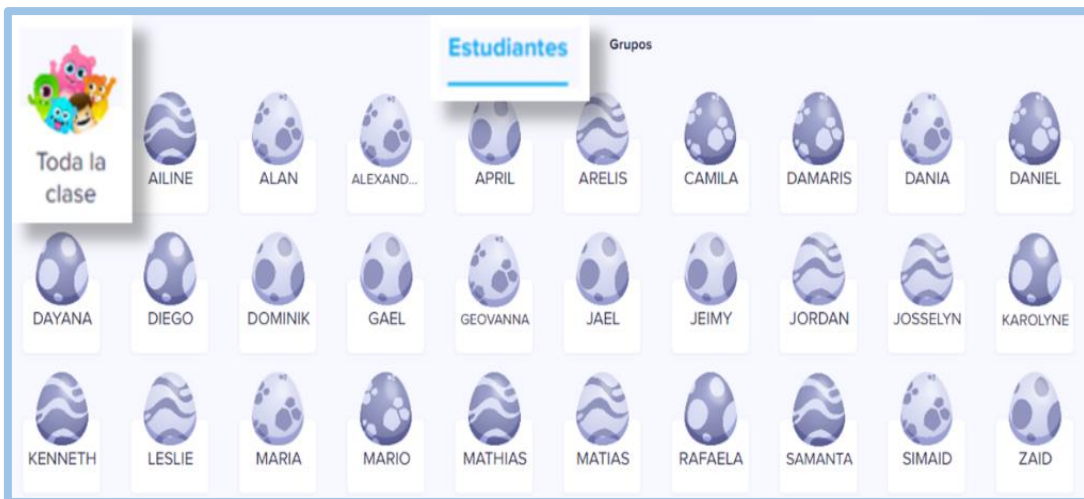 Estudiantes
Grupos
Toda la
clase
AILINE
ALAN
ALEXAND...
APRIL
ARELIS
CAMILA
DAMARIS
DANIA
DANIEL
DAYANA
DIEGO
DOMINIK
GAEL
GEOVANNA
JAEL
JEIMY
JORDAN
JOSSELYN
KAROLYNE
KENNETH
LESLIE
MARIA
MARIO
MATHIAS
MATIAS
RAFAELA
SAMANTA
SIMAID
ZAID